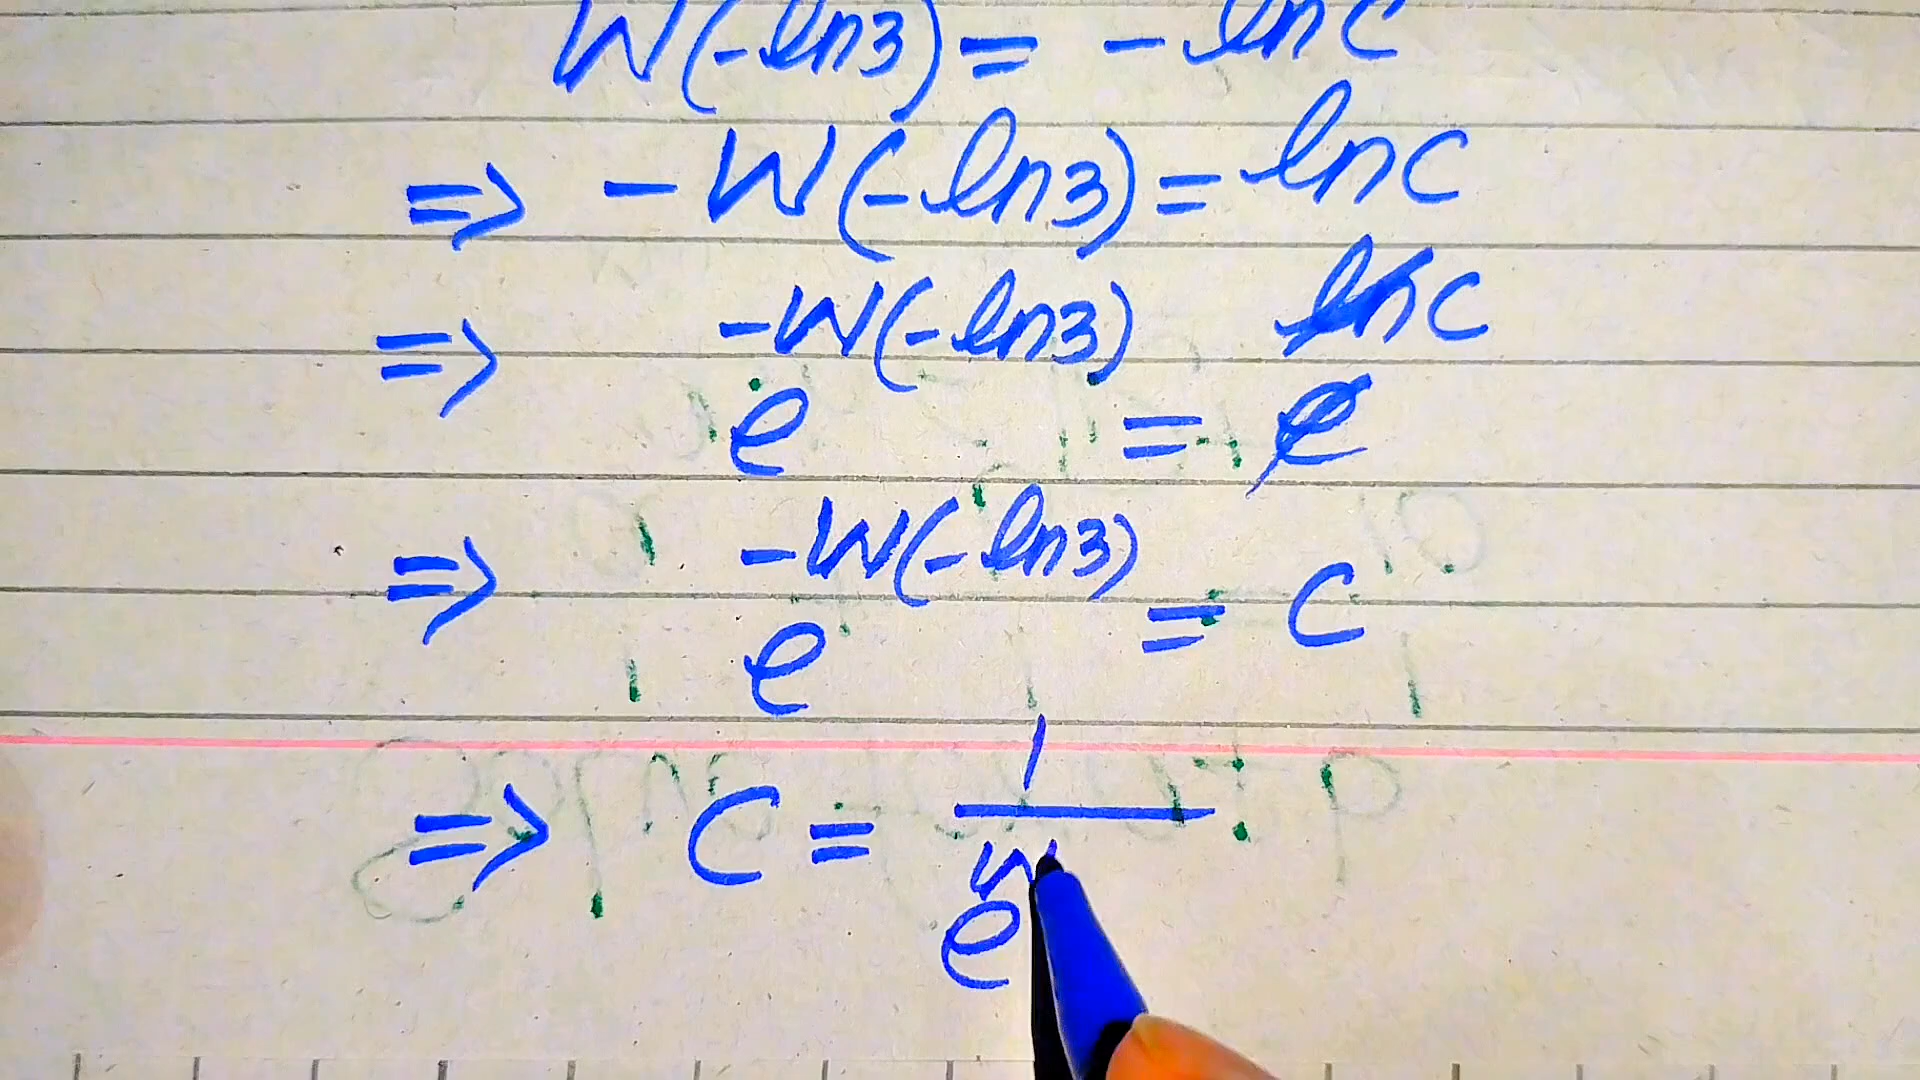 W(-ln3) = -lnc
=> -W(-ln3) = lnc
=> e^{-W(-ln3)} = e^{lnc}
=> e^{-W(-ln3)} = c
=> c = 1/e^W